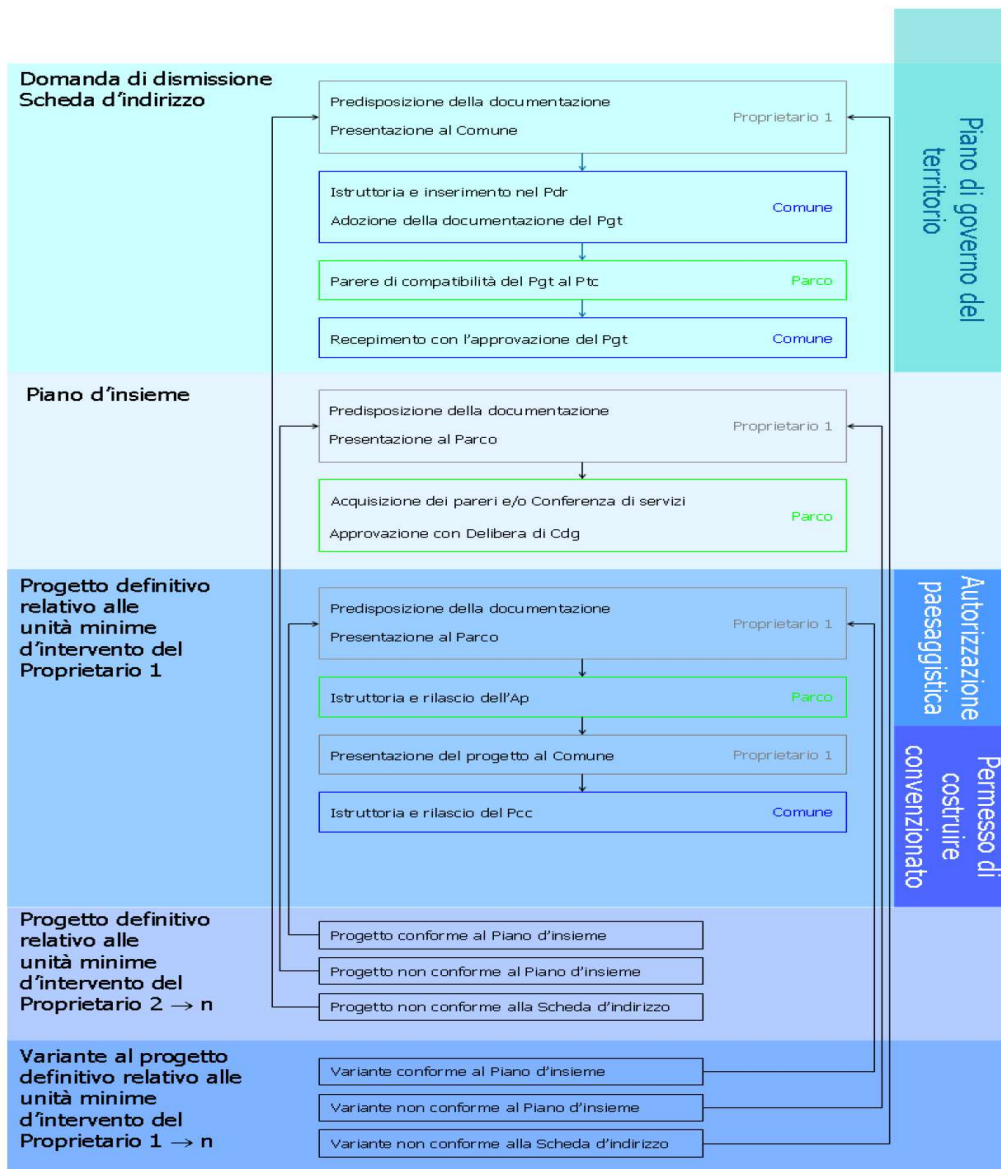 Domanda di dismissione
Scheda d'indirizzo
Predisposizione della documentazione
Presentazione al Comune
Proprietario 1
Istruttoria e inserimento nel Pdr
Adozione della documentazione del Pgt
Comune
Parere di compatibilità del Pgt al Ptc
Parco
Recepimento con l'approvazione del Pgt
Comune
Piano di governo del
territorio
Piano d'insieme
Predisposizione della documentazione
Presentazione al Parco
Proprietario 1
Acquisizione dei pareri e/o Conferenza di servizi
Approvazione con Delibera di Cdg
Parco
Progetto definitivo
relativo alle
unità minime
d'intervento del
Proprietario 1
Predisposizione della documentazione
Presentazione al Parco
Proprietario 1
Istruttoria e rilascio dell'Ap
Parco
Presentazione del progetto al Comune
Proprietario 1
Istruttoria e rilascio del Pcc
Comune
Autorizzazione
paesaggistica
Permesso di
costruire
convenzionato
Progetto definitivo
relativo alle
unità minime
d'intervento del
Proprietario 2 → n
Progetto conforme al Piano d'insieme
Progetto non conforme al Piano d'insieme
Progetto non conforme alla Scheda d'indirizzo
Variante al progetto
definitivo relativo alle
unità minime
d'intervento del
Proprietario 1 → n
Variante conforme al Piano d'insieme
Variante non conforme al Piano d'insieme
Variante non conforme alla Scheda d'indirizzo